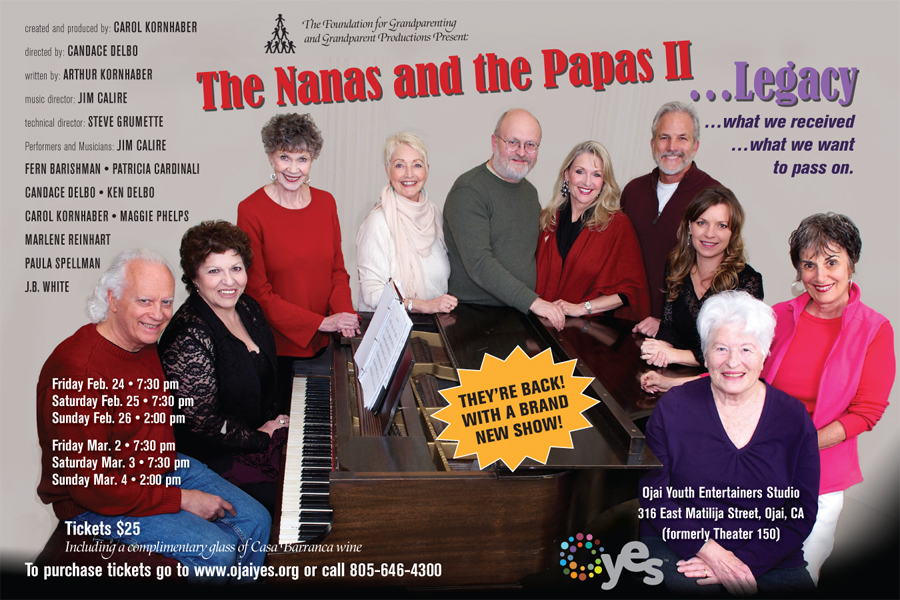 created and produced by: CAROL KORNHABER
directed by: CANDACE DELBO
written by: ARTHUR KORNHABER
music director: JIM CALIRE
technical director: STEVE GRUMETTE
Performers and Musicians: JIM CALIRE
FERN BARISHMAN • PATRICIA CARDINALI
CANDACE DELBO • KEN DELBO
CAROL KORNHABER • MAGGIE PHELPS
MARLENE REINHART
PAULA SPELLMAN
J.B. WHITE
The Foundation for Grandparenting
and Grandparent Productions Present:
The Nanas and the Papas II
...Legacy
...what we received
...what we want
to pass on.
Friday Feb. 24 • 7:30 pm
Saturday Feb. 25 • 7:30 pm
Sunday Feb. 26 • 2:00 pm
Friday Mar. 2 • 7:30 pm
Saturday Mar. 3 • 7:30 pm
Sunday Mar. 4 • 2:00 pm
THEY'RE BACK!
WITH A BRAND
NEW SHOW!
Tickets $25
Including a complimentary glass of Casa Barranca wine
To purchase tickets go to www.ojaiyes.org or call 805-646-4300
Ojai Youth Entertainers Studio
316 East Matilija Street, Ojai, CA
(formerly Theater 150)
Oyes™